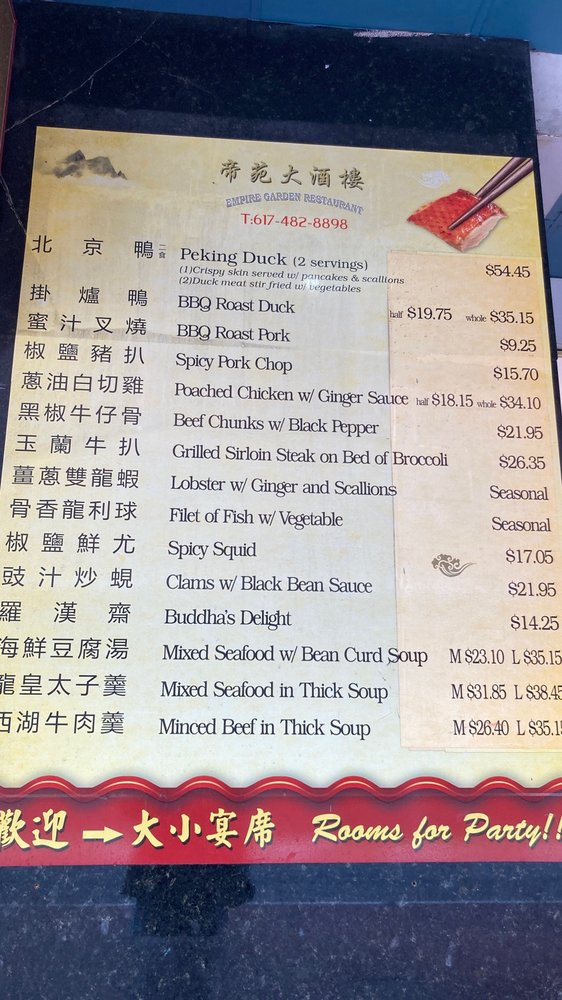 帝苑大酒樓
EMPIRE GARDEN RESTAURANT
T:617-482-8898
北京鴨 二食 Peking Duck (2 servings) $54.45
(1)Crispy skin served w/ pancakes & scallions
(2)Duck meat stir fried w/ vegetables
掛爐鴨 BBQ Roast Duck half $19.75 whole $35.15
蜜汁叉燒 BBQ Roast Pork $9.25
椒鹽豬扒 Spicy Pork Chop $15.70
蔥油白切雞 Poached Chicken w/ Ginger Sauce half $18.15 whole $34.10
黑椒牛仔骨 Beef Chunks w/ Black Pepper $21.95
玉蘭牛扒 Grilled Sirloin Steak on Bed of Broccoli $26.35
薑蔥雙龍蝦 Lobster w/ Ginger and Scallions Seasonal
骨香龍利球 Filet of Fish w/ Vegetable Seasonal
椒鹽鮮尤 Spicy Squid $17.05
豉汁炒蜆 Clams w/ Black Bean Sauce $21.95
羅漢齋 Buddha's Delight $14.25
海鮮豆腐湯 Mixed Seafood w/ Bean Curd Soup M $23.10 L $35.15
龍皇太子羹 Mixed Seafood in Thick Soup M $31.85 L $38.45
西湖牛肉羹 Minced Beef in Thick Soup M $26.40 L $35.15
歡迎→大小宴席 Rooms for Party!!